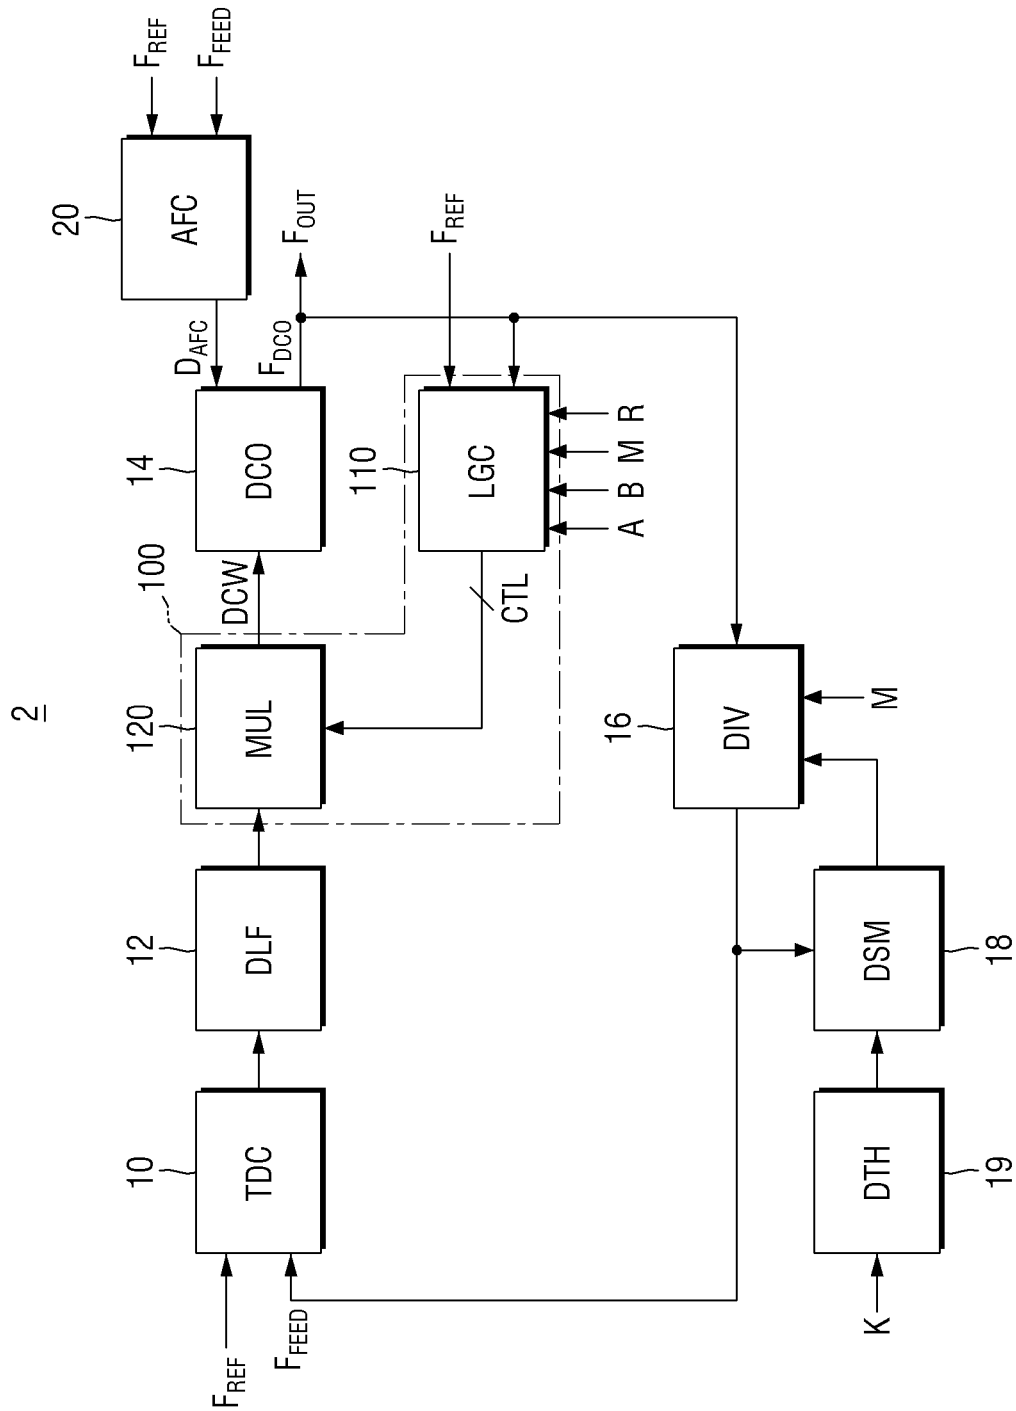 2
100
10
12
120
14
20
F_REF
F_FEED
TDC
DLF
MUL
DCW
DCO
D_AFC
AFC
F_REF
F_FEED
F_DCO
F_OUT
110
LGC
F_REF
CTL
A
B
M
R
16
DIV
M
K
DTH
DSM
19
18